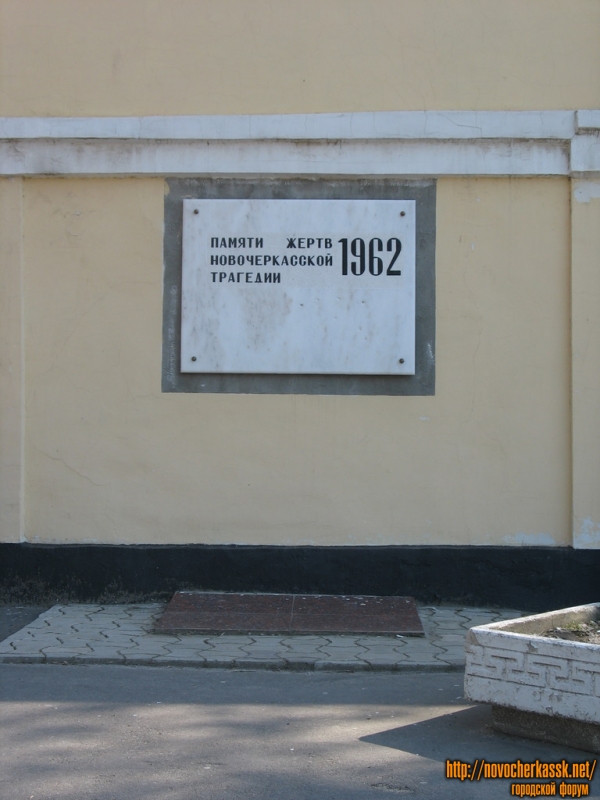 ПАМЯТИ ЖЕРТВ
НОВОЧЕРКАССКОЙ 1962
ТРАГЕДИИ
http://novocherkassk.net/
городской форум